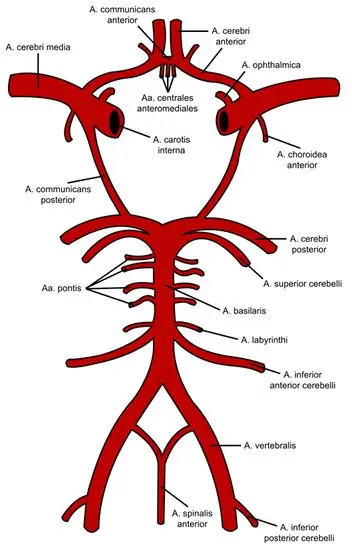 A. communicans
anterior
A. cerebri
anterior
A. cerebri media
A. ophthalmica
Aa. centrales
anteromediales
A. carotis
interna
A. choroidea
anterior
A. communicans
posterior
A. cerebri
posterior
A. superior cerebelli
Aa. pontis
A. basilaris
A. labyrinthi
A. inferior
anterior cerebelli
A. vertebralis
A. spinalis
anterior
A. inferior
posterior cerebelli